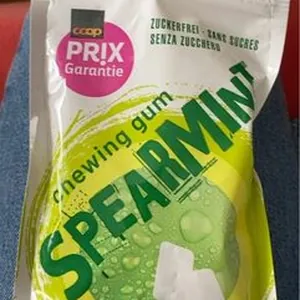 coop
PRIX
Garantie
ZUCKERFREI · SANS SUCRES
SENZA ZUCCHERO
chewing gum
SPEARMINT